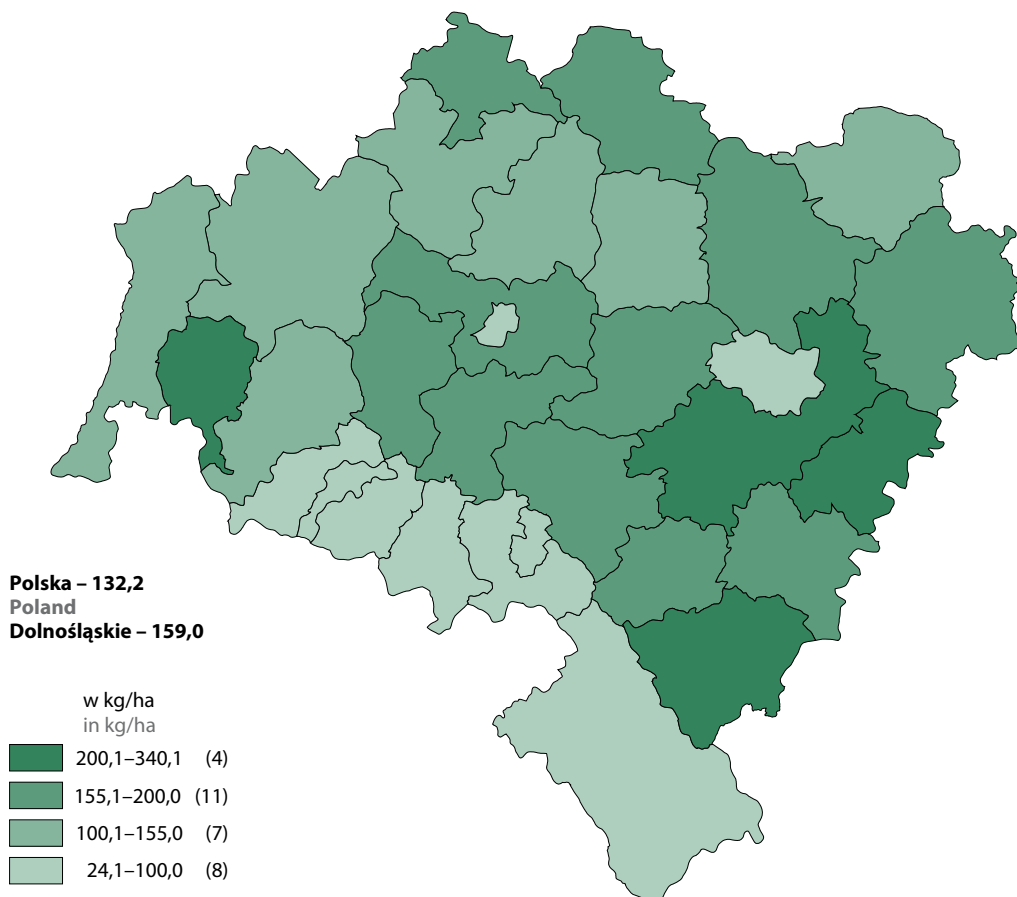 Polska – 132,2
Poland
Dolnośląskie – 159,0
w kg/ha
in kg/ha
200,1–340,1 (4)
155,1–200,0 (11)
100,1–155,0 (7)
24,1–100,0 (8)